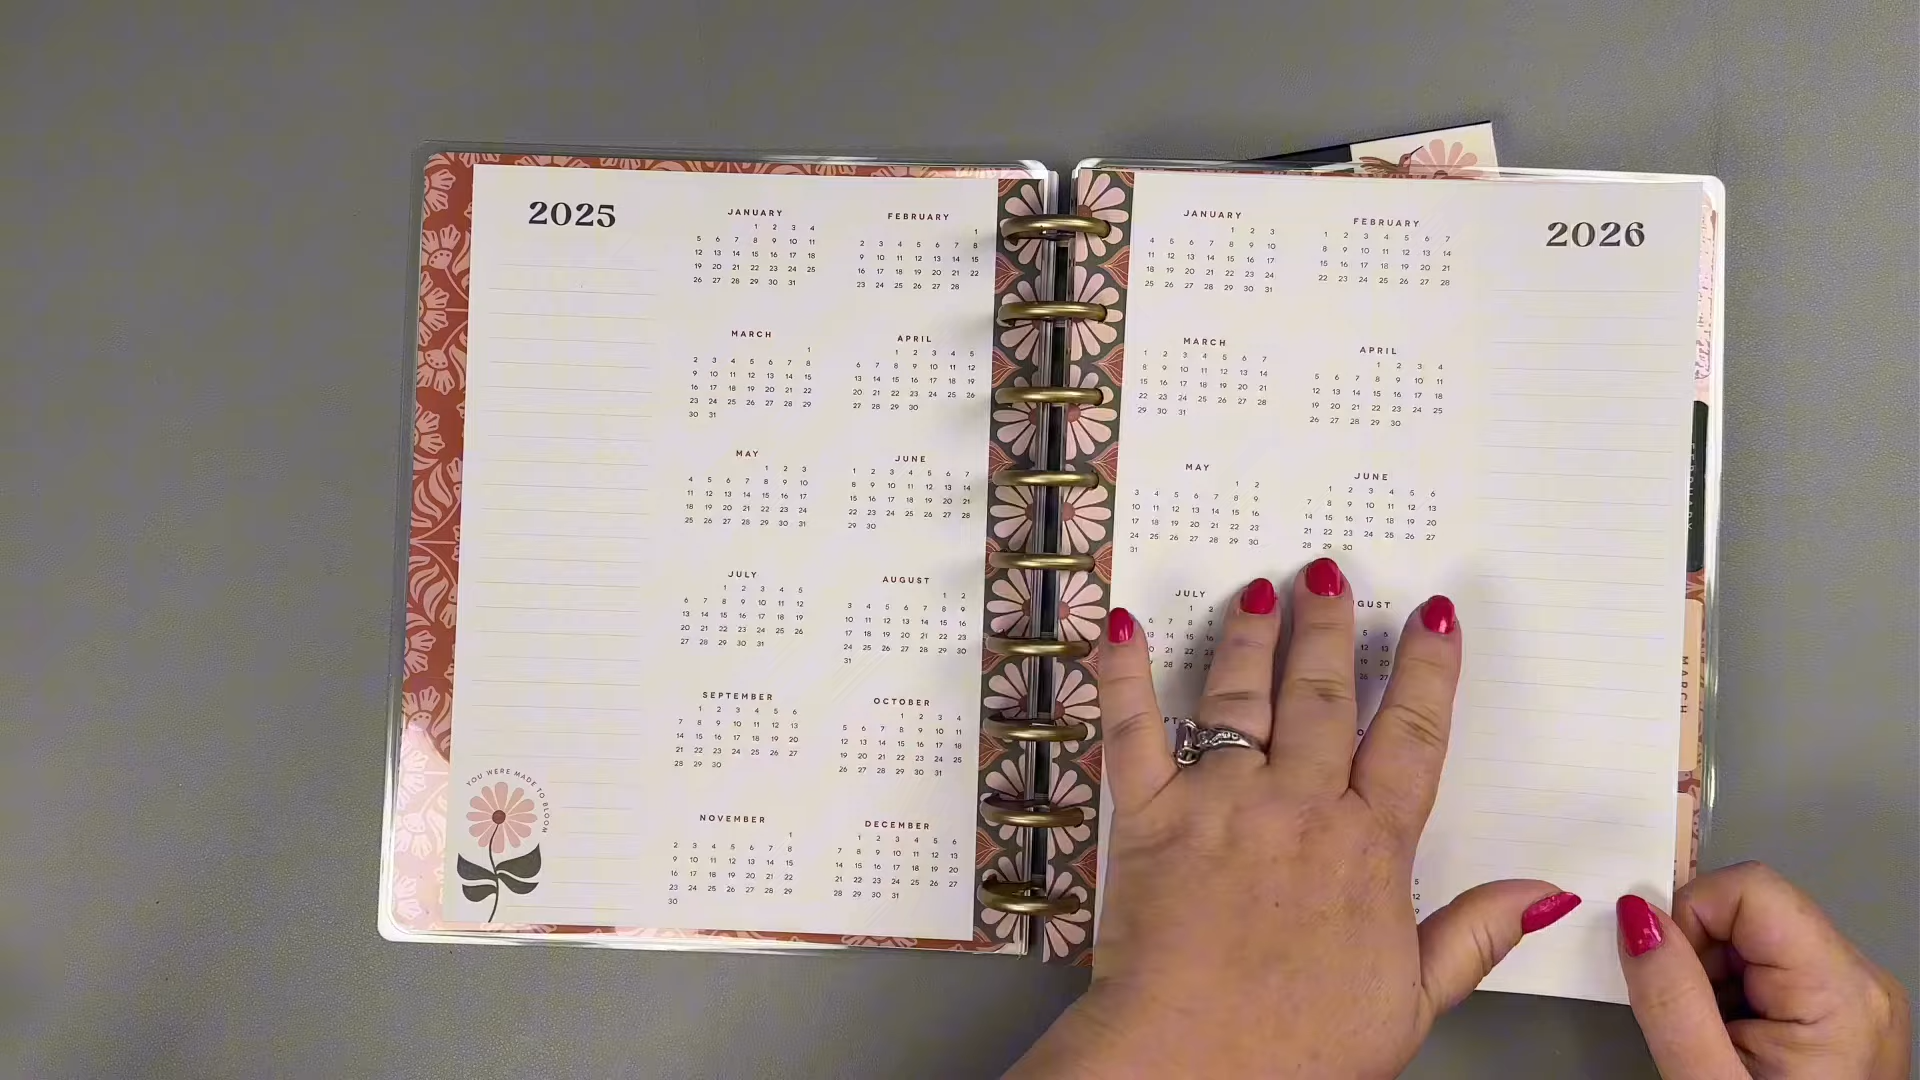 2025
JANUARY
1 2 3 4
5 6 7 8 9 10 11
12 13 14 15 16 17 18
19 20 21 22 23 24 25
26 27 28 29 30 31
FEBRUARY
1
2 3 4 5 6 7 8
9 10 11 12 13 14 15
16 17 18 19 20 21 22
23 24 25 26 27 28
MARCH
1
2 3 4 5 6 7 8
9 10 11 12 13 14 15
16 17 18 19 20 21 22
23 24 25 26 27 28 29
30 31
APRIL
1 2 3 4 5
6 7 8 9 10 11 12
13 14 15 16 17 18 19
20 21 22 23 24 25 26
27 28 29 30
MAY
1 2 3
4 5 6 7 8 9 10
11 12 13 14 15 16 17
18 19 20 21 22 23 24
25 26 27 28 29 30 31
JUNE
1 2 3 4 5 6 7
8 9 10 11 12 13 14
15 16 17 18 19 20 21
22 23 24 25 26 27 28
29 30
JULY
1 2 3 4 5
6 7 8 9 10 11 12
13 14 15 16 17 18 19
20 21 22 23 24 25 26
27 28 29 30 31
AUGUST
1 2
3 4 5 6 7 8 9
10 11 12 13 14 15 16
17 18 19 20 21 22 23
24 25 26 27 28 29 30
31
SEPTEMBER
1 2 3 4 5 6
7 8 9 10 11 12 13
14 15 16 17 18 19 20
21 22 23 24 25 26 27
28 29 30
OCTOBER
1 2 3 4
5 6 7 8 9 10 11
12 13 14 15 16 17 18
19 20 21 22 23 24 25
26 27 28 29 30 31
NOVEMBER
1
2 3 4 5 6 7 8
9 10 11 12 13 14 15
16 17 18 19 20 21 22
23 24 25 26 27 28 29
30
DECEMBER
1 2 3 4 5 6
7 8 9 10 11 12 13
14 15 16 17 18 19 20
21 22 23 24 25 26 27
28 29 30 31
YOU WERE MADE TO BLOOM
2026
JANUARY
1 2 3
4 5 6 7 8 9 10
11 12 13 14 15 16 17
18 19 20 21 22 23 24
25 26 27 28 29 30 31
FEBRUARY
1 2 3 4 5 6 7
8 9 10 11 12 13 14
15 16 17 18 19 20 21
22 23 24 25 26 27 28
MARCH
1 2 3 4 5 6 7
8 9 10 11 12 13 14
15 16 17 18 19 20 21
22 23 24 25 26 27 28
29 30 31
APRIL
1 2 3 4
5 6 7 8 9 10 11
12 13 14 15 16 17 18
19 20 21 22 23 24 25
26 27 28 29 30
MAY
1 2
3 4 5 6 7 8 9
10 11 12 13 14 15 16
17 18 19 20 21 22 23
24 25 26 27 28 29 30
31
JUNE
1 2 3 4 5 6
7 8 9 10 11 12 13
14 15 16 17 18 19 20
21 22 23 24 25 26 27
28 29 30
JULY
1 2
6 7 8 9
13 14 15 16
28 29
GUST
5 6
12 13
19 20
26 27
5
12
FEBRUARY
MARCH